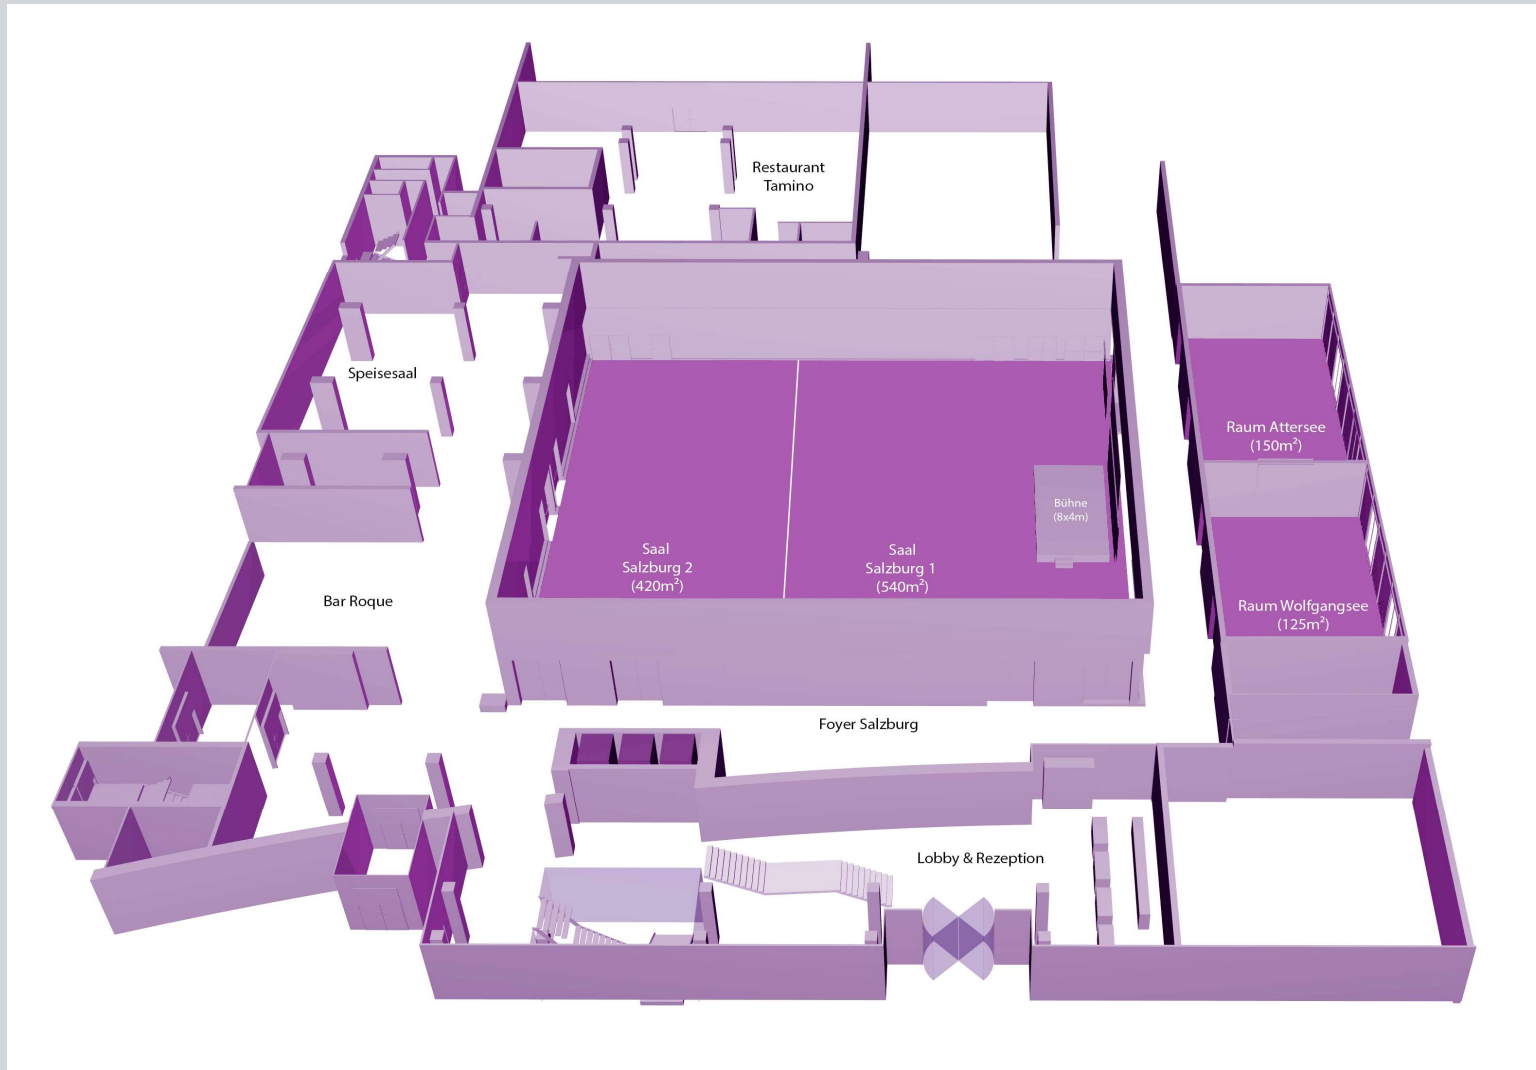 Restaurant
Tamino
Speisesaal
Raum Attersee
(150m²)
Bühne
(8x4m)
Saal
Salzburg 2
(420m²)
Saal
Salzburg 1
(540m²)
Bar Roque
Raum Wolfgangsee
(125m²)
Foyer Salzburg
Lobby & Rezeption